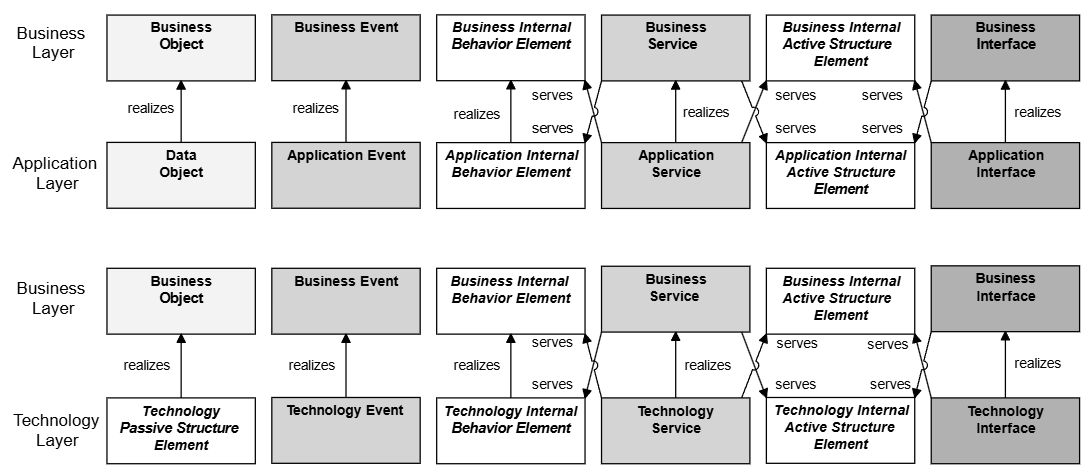 Business
Layer
Business
Object
Business Event
Business Internal
Behavior Element
Business
Service
Business Internal
Active Structure
Element
Business
Interface
realizes
realizes
realizes
serves
serves
realizes
serves
serves
serves
serves
realizes
Application
Layer
Data
Object
Application Event
Application Internal
Behavior Element
Application
Service
Application Internal
Active Structure
Element
Application
Interface
Business
Layer
Business
Object
Business Event
Business Internal
Behavior Element
Business
Service
Business Internal
Active Structure
Element
Business
Interface
realizes
realizes
realizes
serves
serves
realizes
serves
serves
serves
serves
realizes
Technology
Layer
Technology
Passive Structure
Element
Technology Event
Technology Internal
Behavior Element
Technology
Service
Technology Internal
Active Structure
Element
Technology
Interface